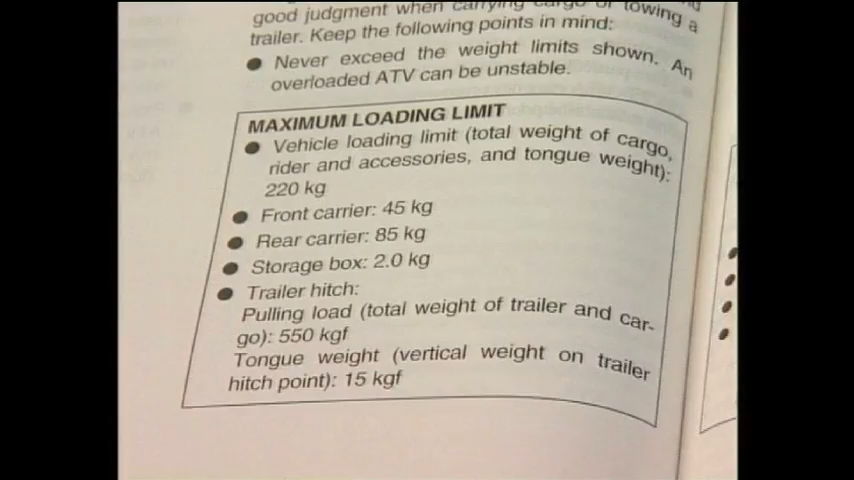 good judgment when carrying cargo or towing a
trailer. Keep the following points in mind:
● Never exceed the weight limits shown. An
overloaded ATV can be unstable.
MAXIMUM LOADING LIMIT
● Vehicle loading limit (total weight of cargo,
rider and accessories, and tongue weight):
220 kg
● Front carrier: 45 kg
● Rear carrier: 85 kg
● Storage box: 2.0 kg
● Trailer hitch:
Pulling load (total weight of trailer and car-
go): 550 kgf
Tongue weight (vertical weight on trailer
hitch point): 15 kgf